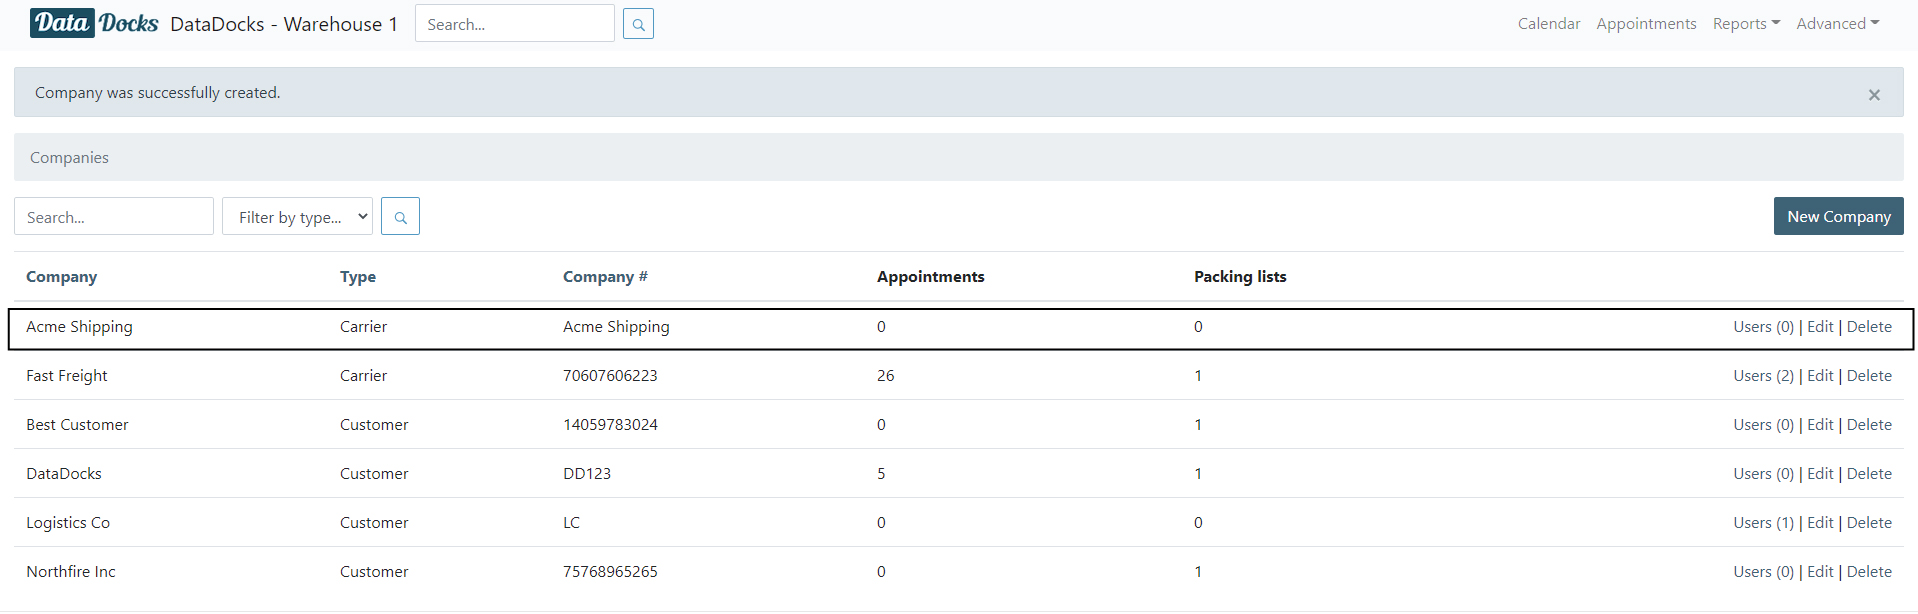 Data Docks DataDocks - Warehouse 1 Search... Calendar Appointments Reports Advanced
Company was successfully created. ×
Companies
Search... Filter by type... New Company
Company Type Company # Appointments Packing lists
Acme Shipping Carrier Acme Shipping 0 0 Users (0) | Edit | Delete
Fast Freight Carrier 70607606223 26 1 Users (2) | Edit | Delete
Best Customer Customer 14059783024 0 1 Users (0) | Edit | Delete
DataDocks Customer DD123 5 1 Users (0) | Edit | Delete
Logistics Co Customer LC 0 0 Users (1) | Edit | Delete
Northfire Inc Customer 75768965265 0 1 Users (0) | Edit | Delete